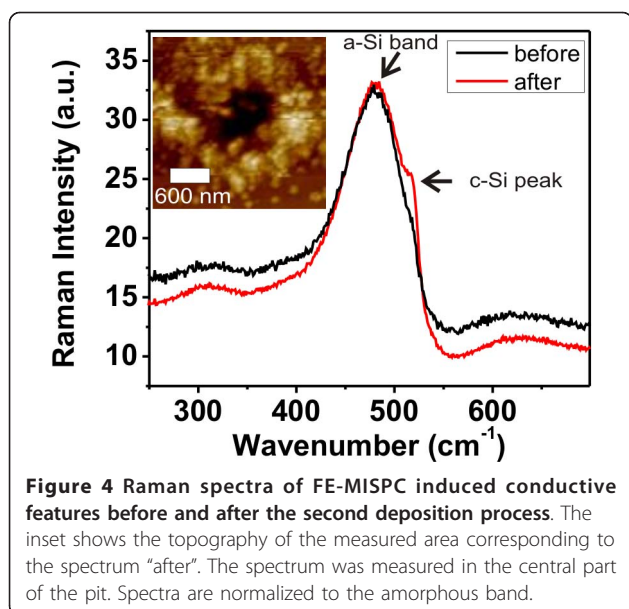 35
30
25
20
15
10
Raman Intensity (a.u.)
600 nm
a-Si band
before
after
c-Si peak
300 400 500 600
Wavenumber (cm⁻¹)
Figure 4 Raman spectra of FE-MISPC induced conductive
features before and after the second deposition process. The
inset shows the topography of the measured area corresponding to
the spectrum "after". The spectrum was measured in the central part
of the pit. Spectra are normalized to the amorphous band.